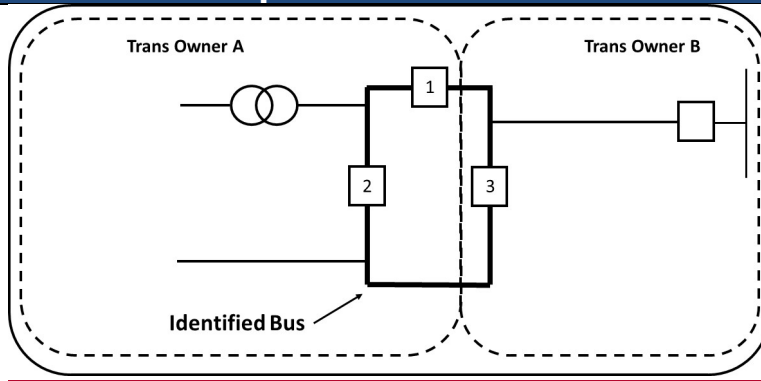 Trans Owner A
Trans Owner B
1
2
3
Identified Bus